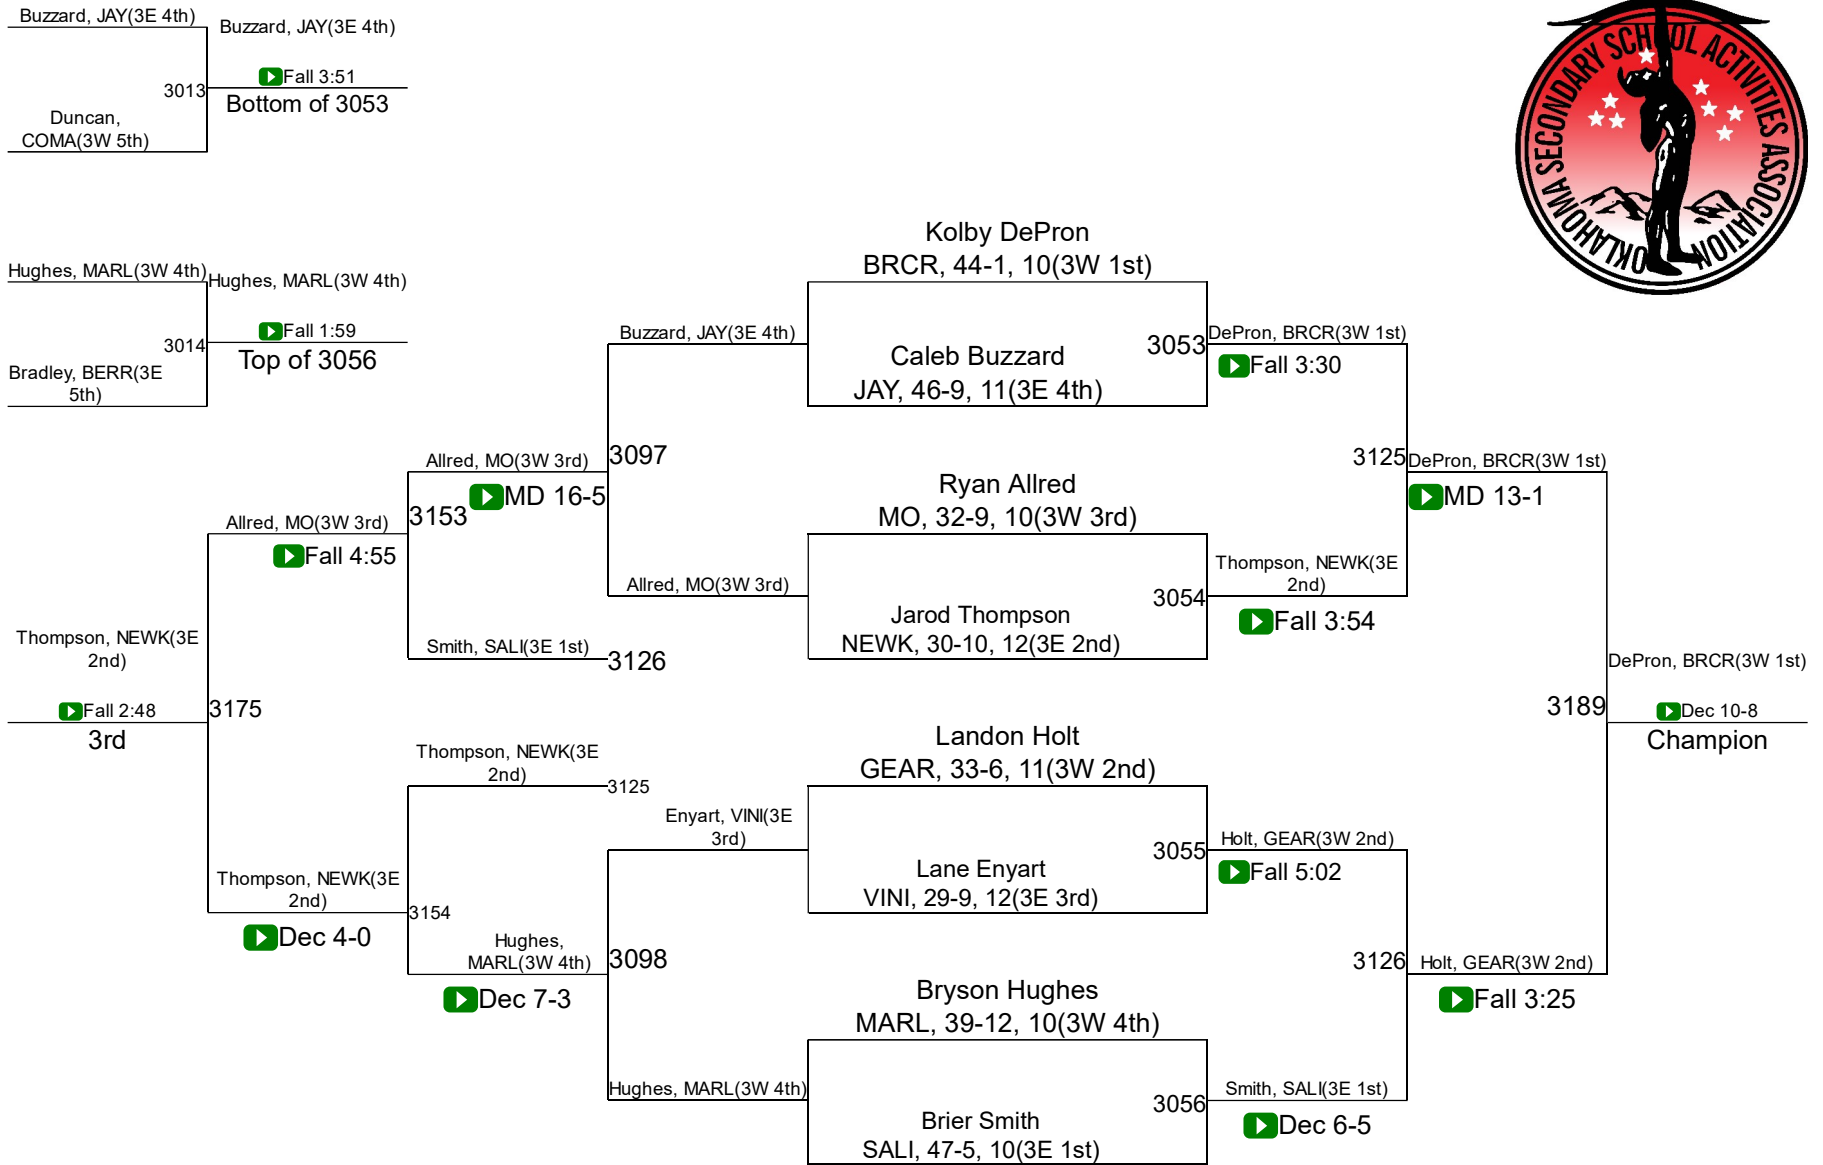 Buzzard, JAY(3E 4th)
Buzzard, JAY(3E 4th)
Fall 3:51
3013
Bottom of 3053
Duncan,
COMA(3W 5th)
OKLAHOMA SECONDARY SCHOOL ACTIVITIES ASSOCIATION
Hughes, MARL(3W 4th)
Hughes, MARL(3W 4th)
Fall 1:59
3014
Top of 3056
Bradley, BERR(3E
5th)
Kolby DePron
BRCR, 44-1, 10(3W 1st)
Buzzard, JAY(3E 4th)
Caleb Buzzard
JAY, 46-9, 11(3E 4th)
3053
DePron, BRCR(3W 1st)
Fall 3:30
Allred, MO(3W 3rd)
MD 16-5
3097
3125
DePron, BRCR(3W 1st)
MD 13-1
Ryan Allred
MO, 32-9, 10(3W 3rd)
Allred, MO(3W 3rd)
Fall 4:55
3153
Allred, MO(3W 3rd)
Jarod Thompson
NEWK, 30-10, 12(3E 2nd)
3054
Thompson, NEWK(3E
2nd)
Fall 3:54
Thompson, NEWK(3E
2nd)
Fall 2:48
3rd
Smith, SALI(3E 1st)
3126
3175
DePron, BRCR(3W 1st)
3189
Dec 10-8
Champion
Landon Holt
GEAR, 33-6, 11(3W 2nd)
Thompson, NEWK(3E
2nd)
3125
Enyart, VINI(3E
3rd)
Lane Enyart
VINI, 29-9, 12(3E 3rd)
3055
Holt, GEAR(3W 2nd)
Fall 5:02
Thompson, NEWK(3E
2nd)
Dec 4-0
3154
Hughes,
MARL(3W 4th)
Dec 7-3
3098
3126
Holt, GEAR(3W 2nd)
Fall 3:25
Bryson Hughes
MARL, 39-12, 10(3W 4th)
Hughes, MARL(3W 4th)
Brier Smith
SALI, 47-5, 10(3E 1st)
3056
Smith, SALI(3E 1st)
Dec 6-5